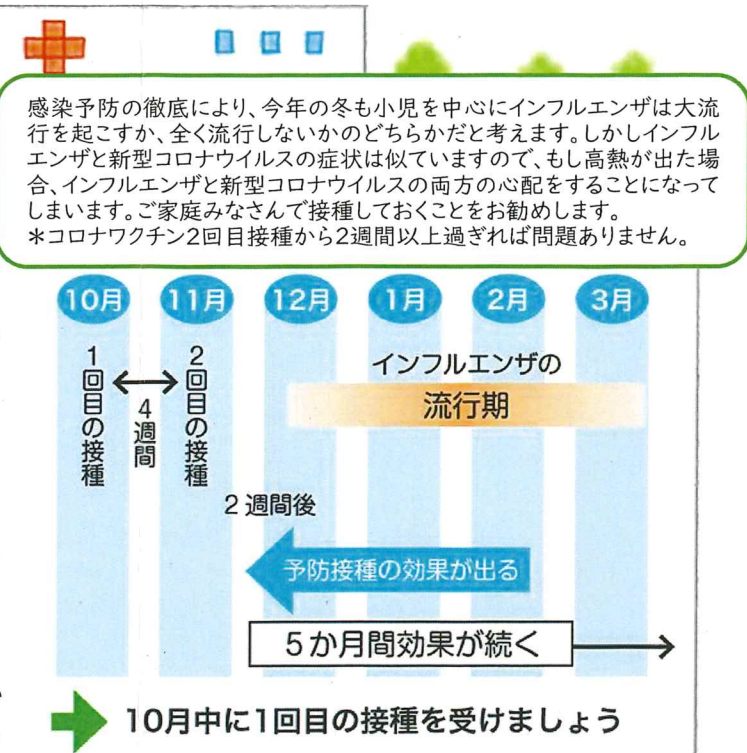 感染予防の徹底により、今年の冬も小児を中心にインフルエンザは大流
行を起こすか、全く流行しないかのどちらかだと考えます。しかしインフル
エンザと新型コロナウイルスの症状は似ていますので、もし高熱が出た場
合、インフルエンザと新型コロナウイルスの両方の心配をすることになって
しまいます。ご家庭みなさんで接種しておくことをお勧めします。
＊コロナワクチン2回目接種から2週間以上過ぎれば問題ありません。
10月 11月 12月 1月 2月 3月
1回目の接種
4週間
2回目の接種
インフルエンザの
流行期
2週間後
予防接種の効果が出る
5か月間効果が続く
10月中に1回目の接種を受けましょう